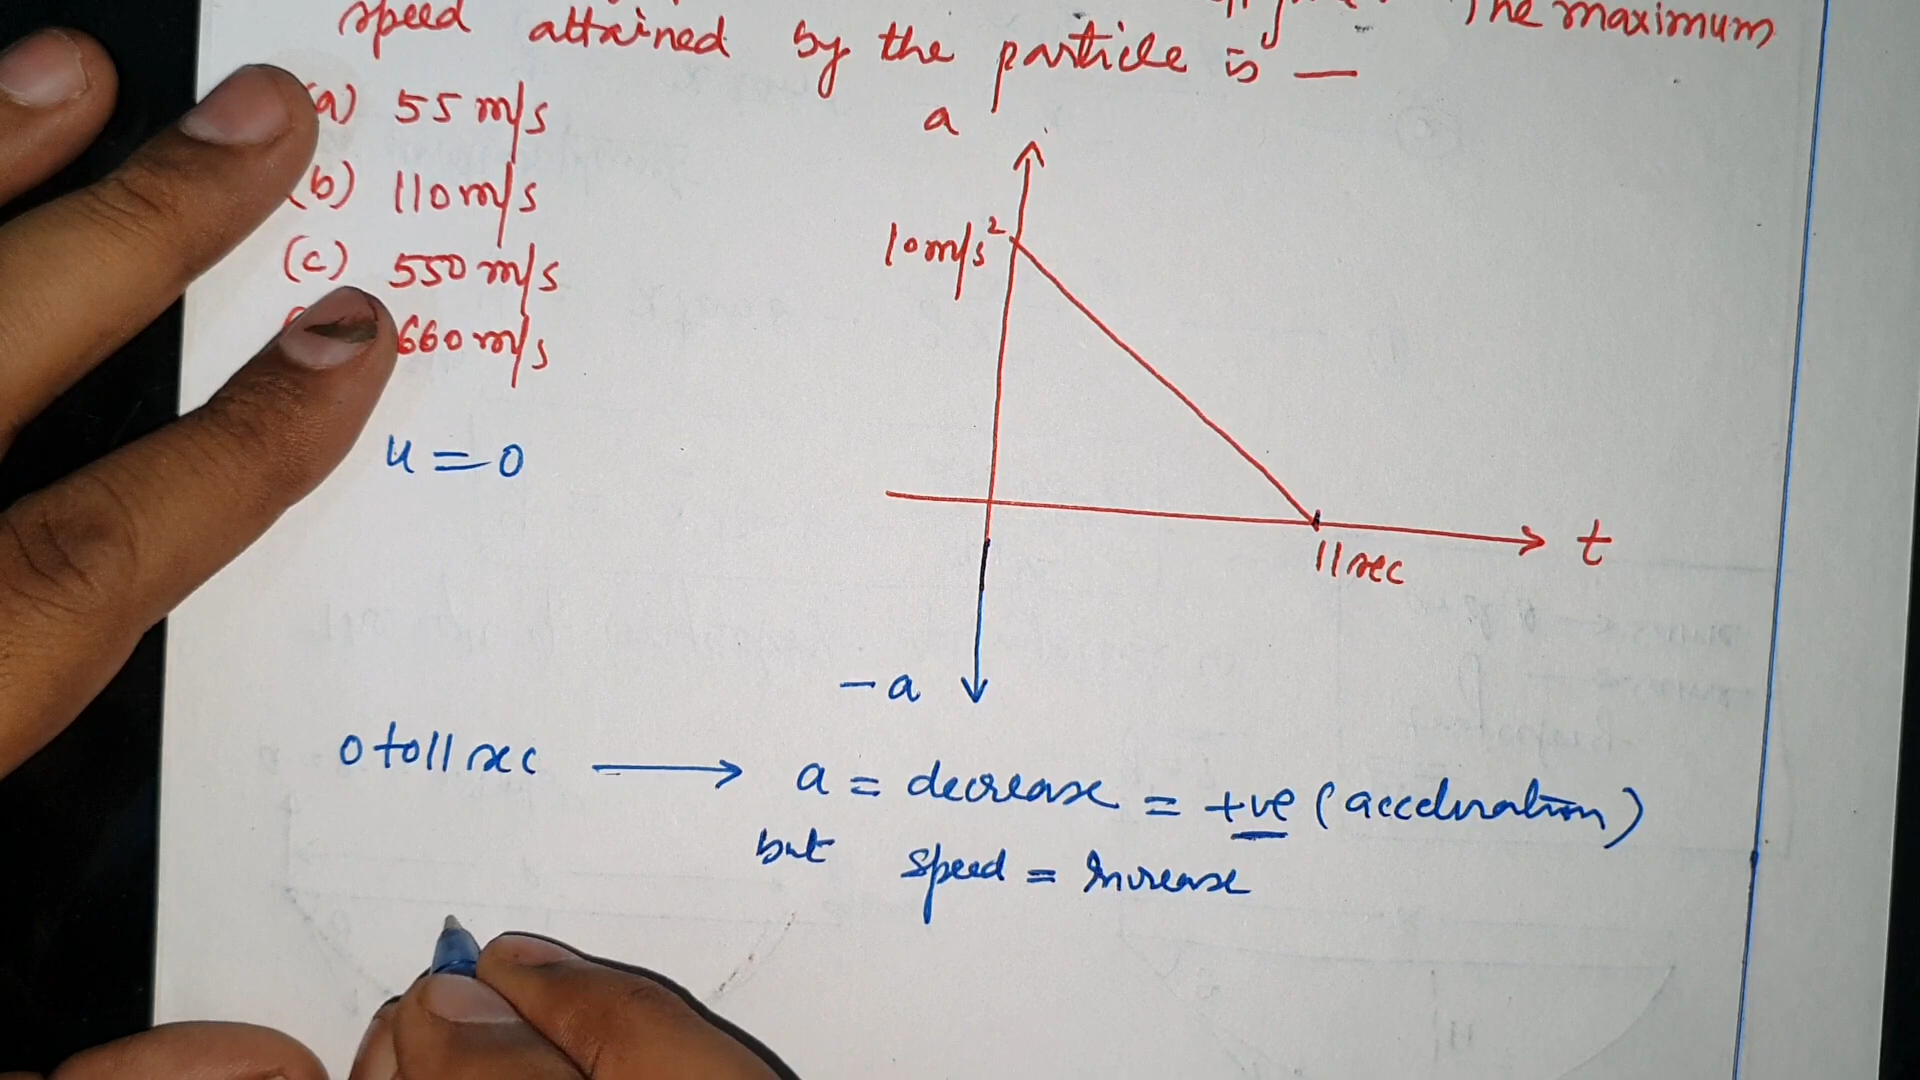 The maximum
speed attained by the particle is —
(a) 55 m/s
(b) 110 m/s
(c) 550 m/s
660 m/s
a
10 m/s²
t
11 sec
u = 0
- a
0 to 11 sec → a = decrease = +ve (acceleration)
but speed = increase